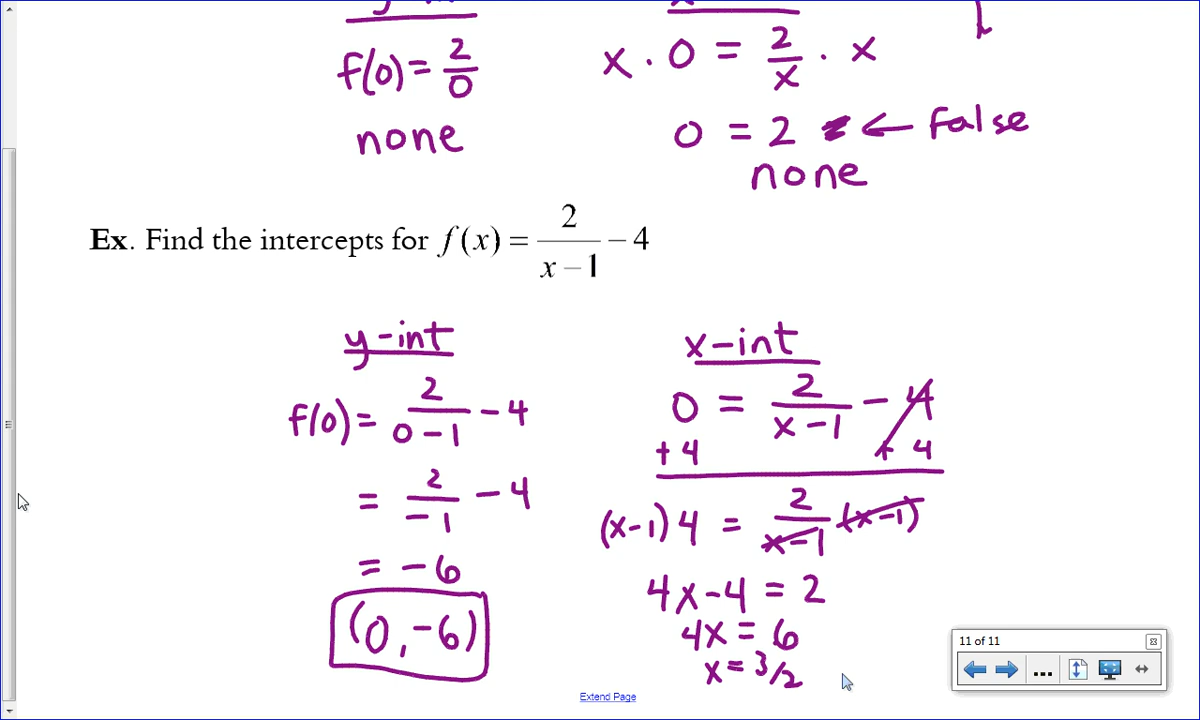 f(0) = 2/0
none
x · 0 = 2/x · x
0 = 2 ← False
none
Ex. Find the intercepts for f(x) = 2/(x − 1) − 4
y-int
f(0) = 2/(0 − 1) − 4
= 2/−1 − 4
= −6
(0, −6)
x-int
0 = 2/(x − 1) − 4
+4 + 4
(x−1) 4 = 2/(x−1) (x−1)
4x − 4 = 2
4x = 6
x = 3/2
11 of 11
...
Extend Page